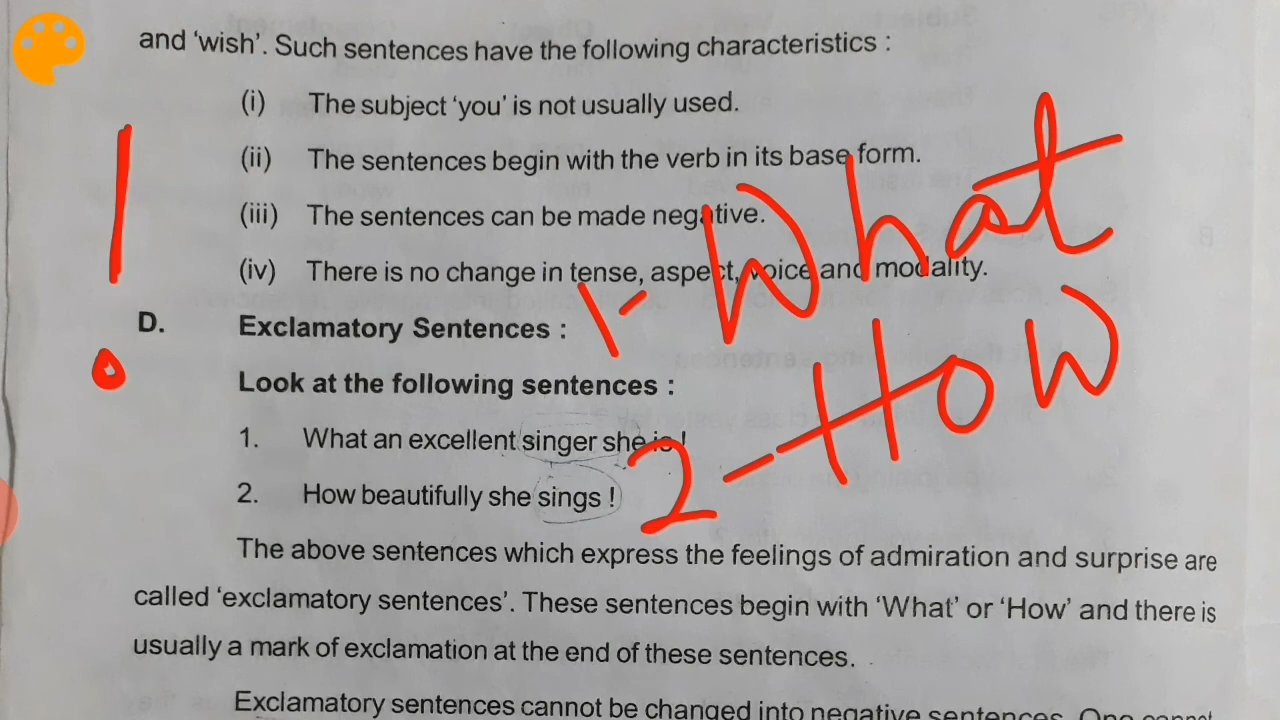 and 'wish'. Such sentences have the following characteristics :
(i) The subject 'you' is not usually used.
(ii) The sentences begin with the verb in its base form.
(iii) The sentences can be made negative.
(iv) There is no change in tense, aspect, voice and modality.
1- What
D. Exclamatory Sentences :
!
2 - How
Look at the following sentences :
1. What an excellent singer she is !
2. How beautifully she sings !
The above sentences which express the feelings of admiration and surprise are
called 'exclamatory sentences'. These sentences begin with 'What' or 'How' and there is
usually a mark of exclamation at the end of these sentences.
Exclamatory sentences cannot be changed into negative sentences. One cannot